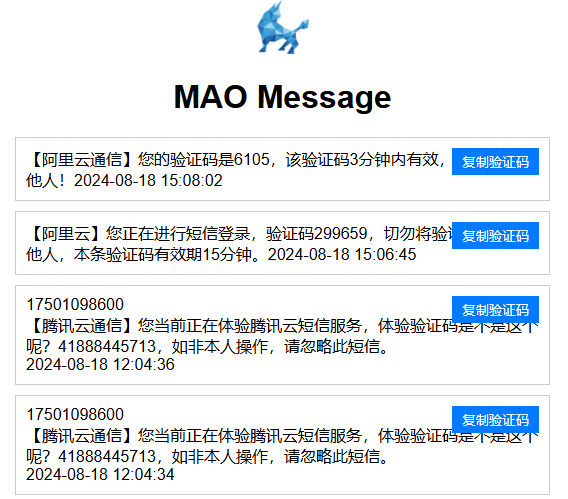 MAO Message
【阿里云通信】您的验证码是6105，该验证码3分钟内有效，
复制验证码
他人！2024-08-18 15:08:02
【阿里云】您正在进行短信登录，验证码299659，切勿将验
复制验证码
他人，本条验证码有效期15分钟。2024-08-18 15:06:45
17501098600
复制验证码
【腾讯云通信】您当前正在体验腾讯云短信服务，体验验证码是不是这个
呢？41888445713，如非本人操作，请忽略此短信。
2024-08-18 12:04:36
17501098600
复制验证码
【腾讯云通信】您当前正在体验腾讯云短信服务，体验验证码是不是这个
呢？41888445713，如非本人操作，请忽略此短信。
2024-08-18 12:04:34